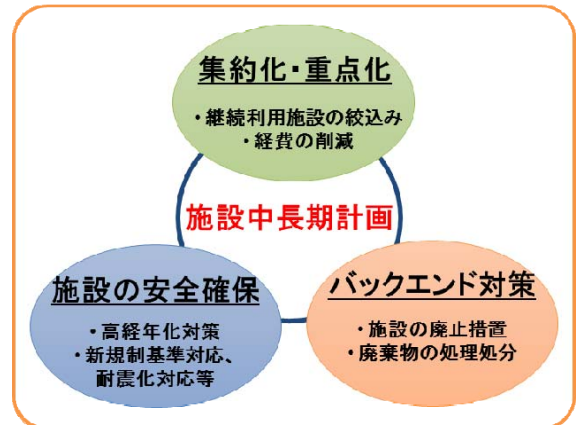 集約化・重点化
・継続利用施設の絞込み
・経費の削減
施設中長期計画
施設の安全確保
・高経年化対策
・新規制基準対応、
耐震化対応等
バックエンド対策
・施設の廃止措置
・廃棄物の処理処分